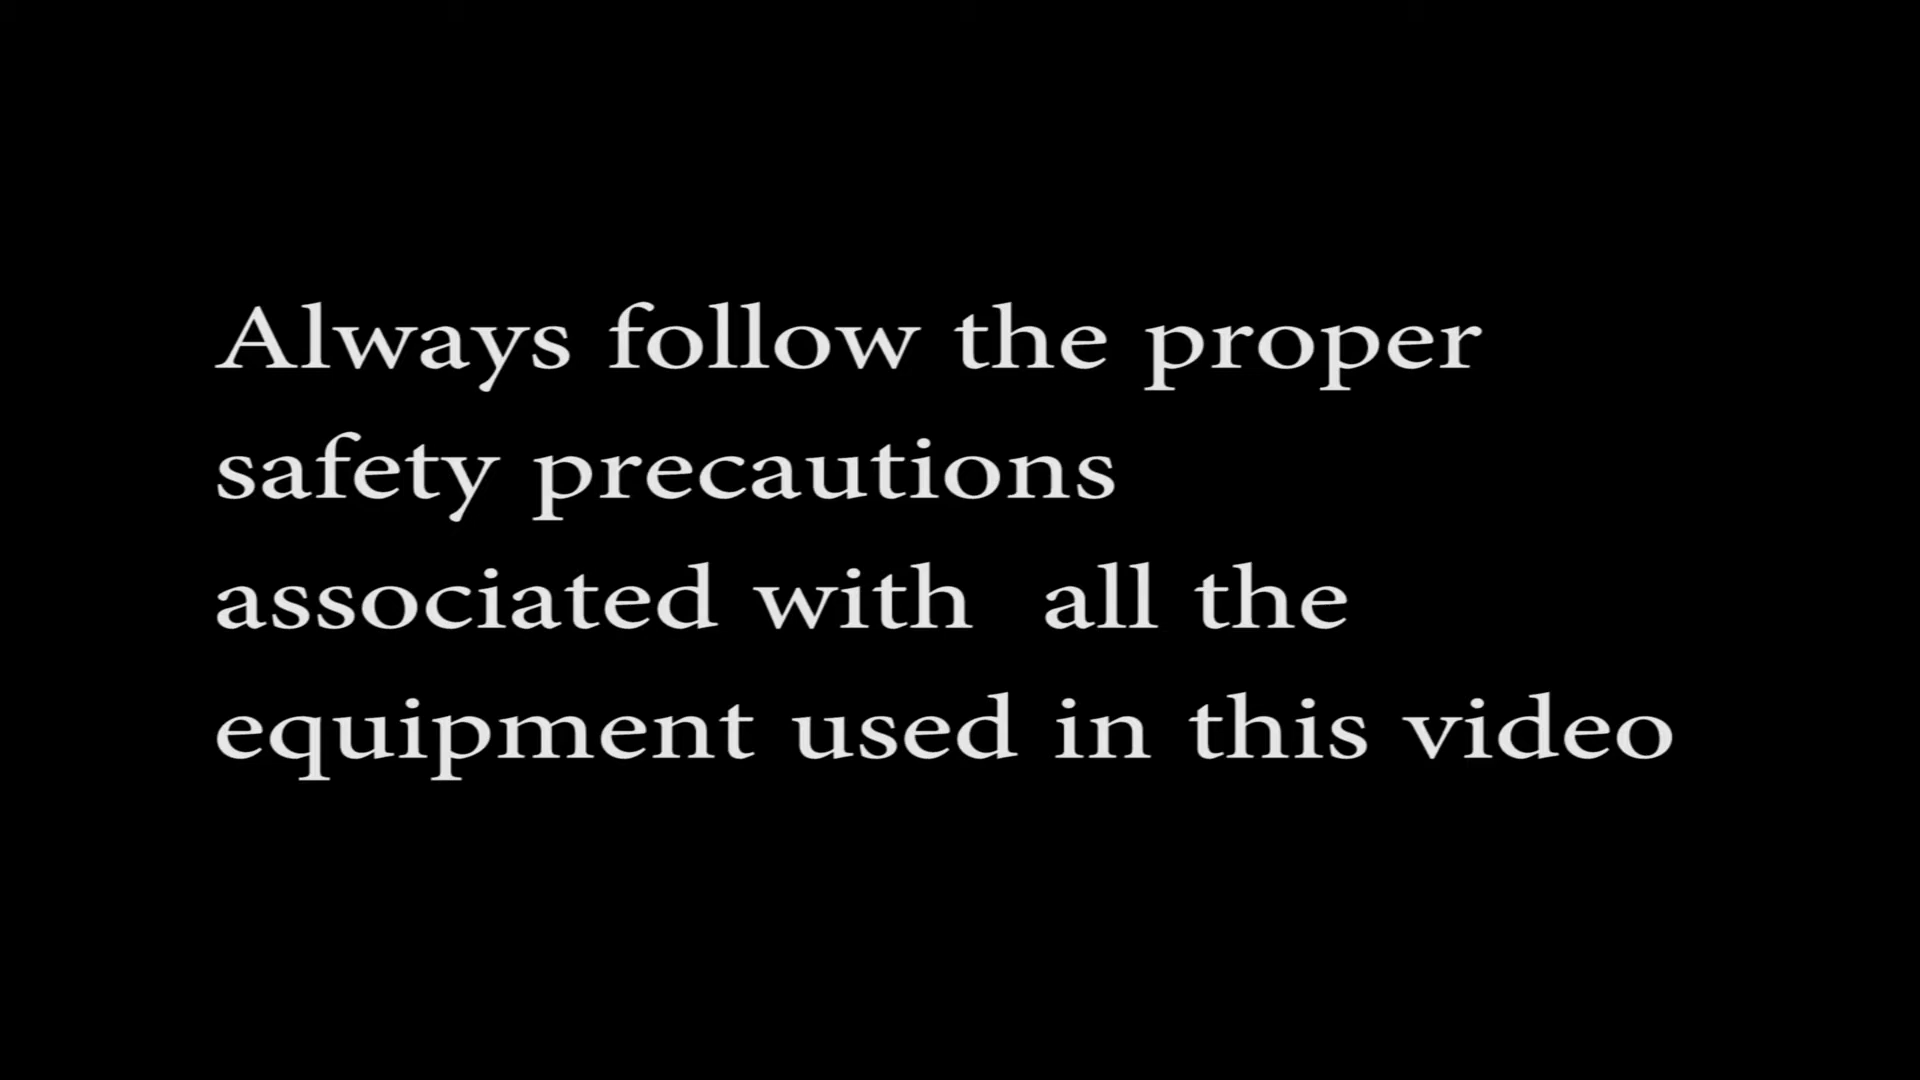 Always follow the proper
safety precautions
associated with  all the
equipment used in this video